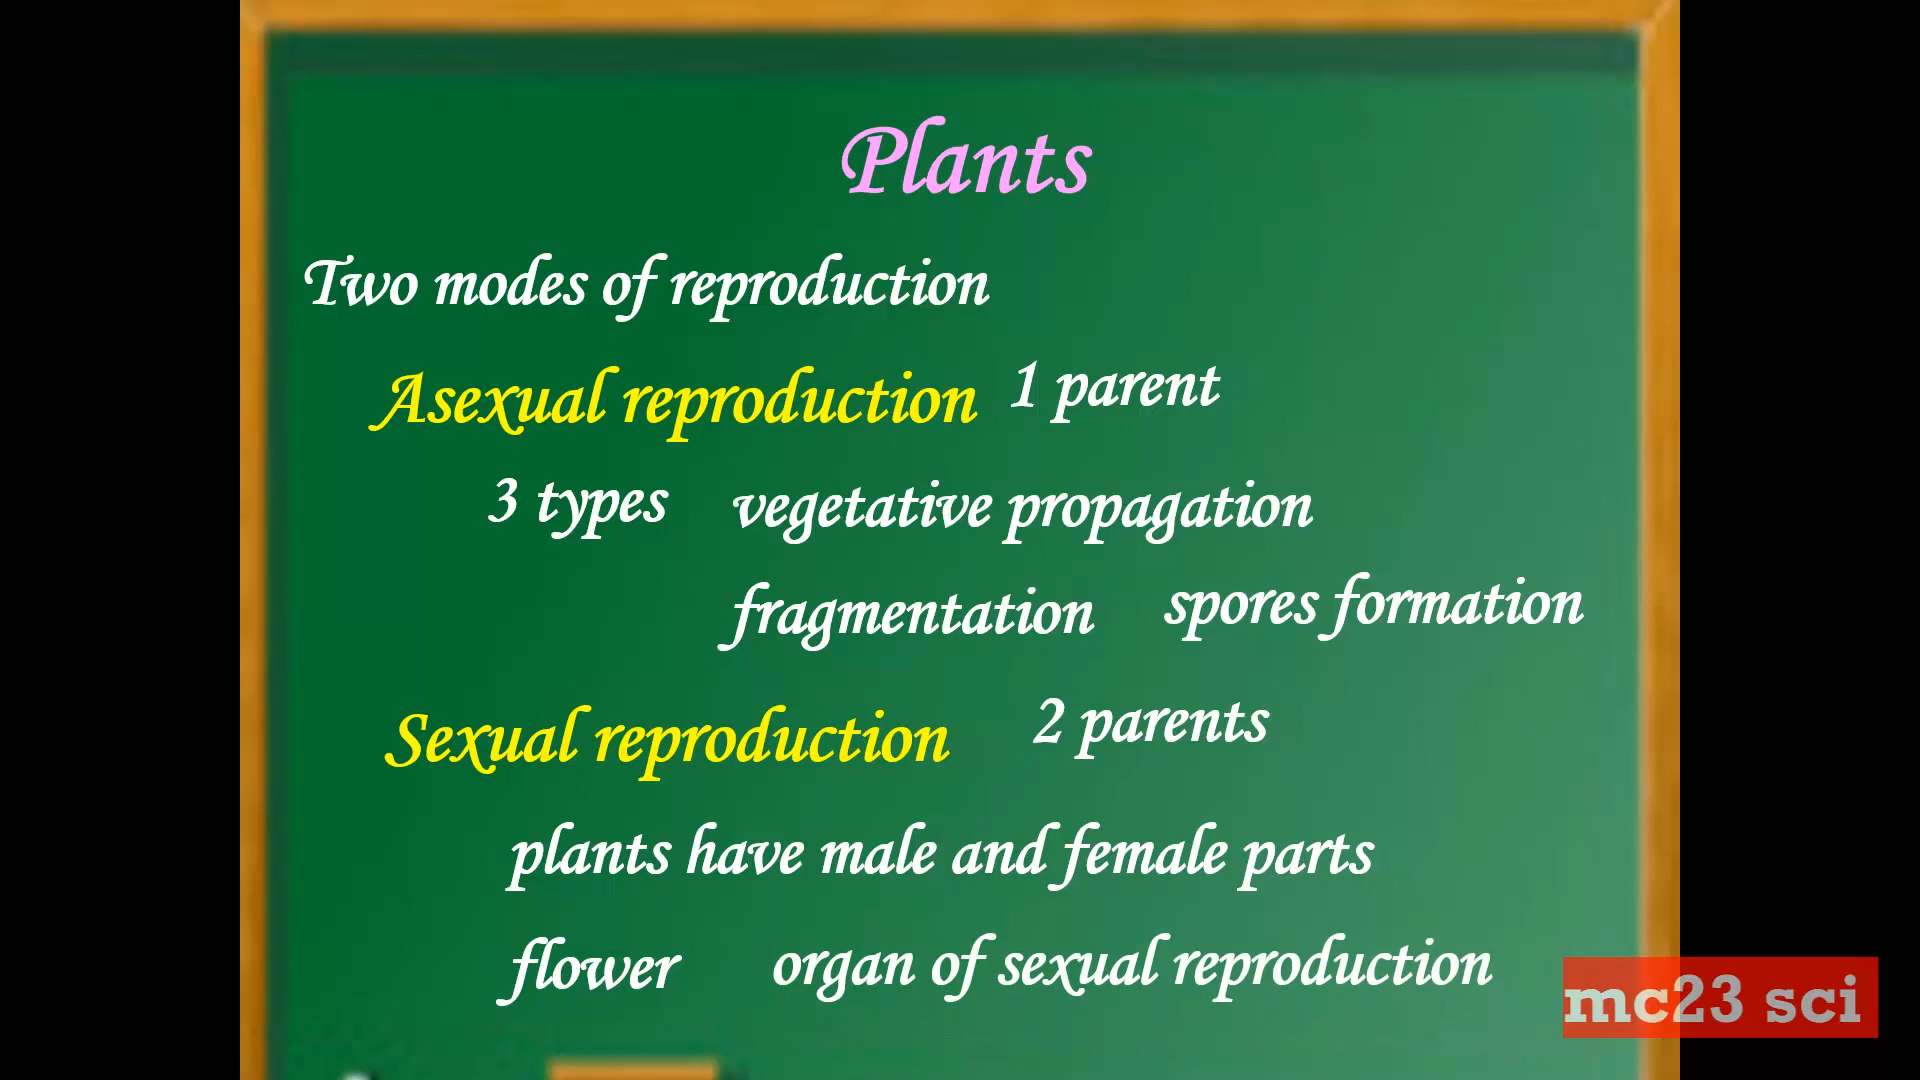 Plants
Two modes of reproduction
Asexual reproduction 1 parent
3 types vegetative propagation
fragmentation spores formation
Sexual reproduction 2 parents
plants have male and female parts
flower organ of sexual reproduction
mc23 sci